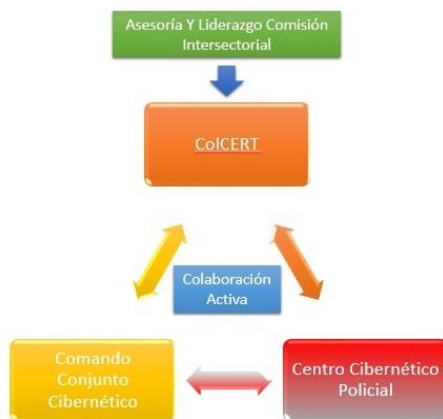 Asesoría Y Liderazgo Comisión
Intersectorial
ColCERT
Colaboración
Activa
Comando
Conjunto
Cibernético
Centro Cibernético
Policial